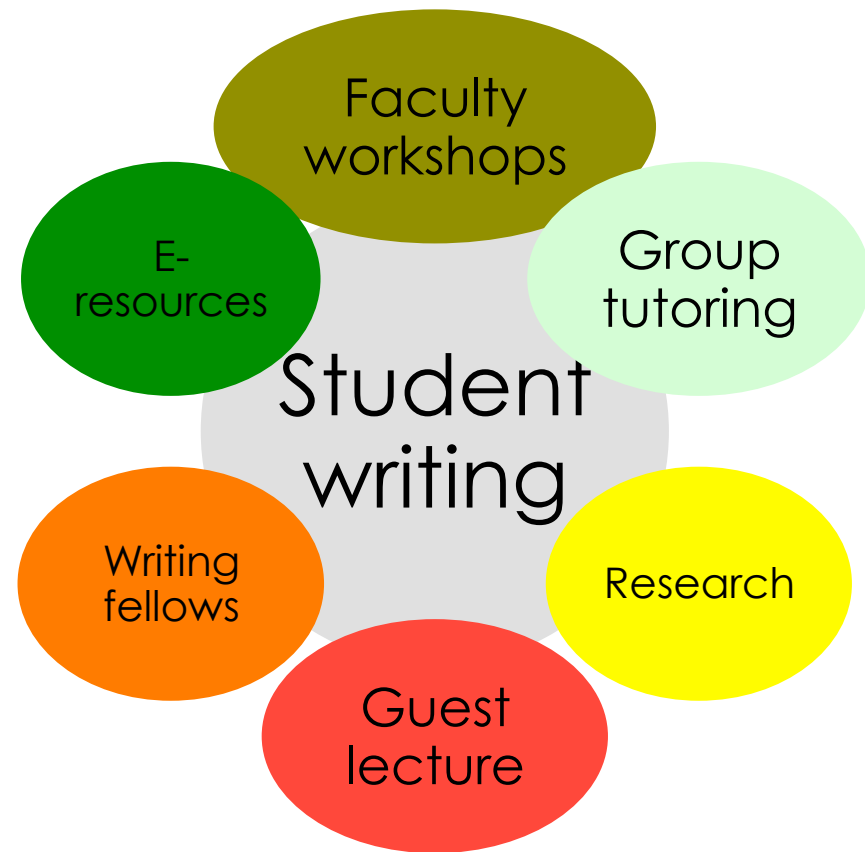 Faculty
workshops
E-
resources
Group
tutoring
Student
writing
Writing
fellows
Research
Guest
lecture